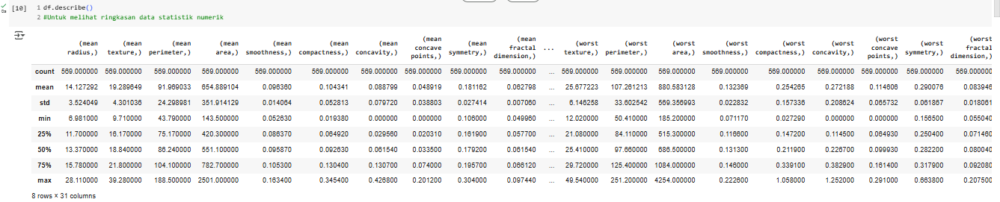 [10] 1 df.describe()
0s 2 #Untuk melihat ringkasan data statistik numerik
(mean radius,) (mean texture,) (mean perimeter,) (mean area,) (mean smoothness,) (mean compactness,) (mean concavity,) (mean concave points,) (mean symmetry,) (mean fractal dimension,) ... (worst texture,) (worst perimeter,) (worst area,) (worst smoothness,) (worst compactness,) (worst concavity,) (worst concave points,) (worst symmetry,) (worst fractal dimension,)
count 569.000000 569.000000 569.000000 569.000000 569.000000 569.000000 569.000000 569.000000 569.000000 569.000000 ... 569.000000 569.000000 569.000000 569.000000 569.000000 569.000000 569.000000 569.000000 569.000000
mean 14.127292 19.289649 91.969033 654.889104 0.096360 0.104341 0.088799 0.048919 0.181162 0.062798 ... 25.677223 107.261213 880.583128 0.132369 0.254265 0.272188 0.114606 0.290076 0.083946
std 3.524049 4.301036 24.298981 351.914129 0.014064 0.052813 0.079720 0.038803 0.027414 0.007060 ... 6.146258 33.602542 569.356993 0.022832 0.157336 0.208624 0.065732 0.061867 0.018061
min 6.981000 9.710000 43.790000 143.500000 0.052630 0.019380 0.000000 0.000000 0.106000 0.049960 ... 12.020000 50.410000 185.200000 0.071170 0.027290 0.000000 0.000000 0.156500 0.055040
25% 11.700000 16.170000 75.170000 420.300000 0.086370 0.064920 0.029560 0.020310 0.161900 0.057700 ... 21.080000 84.110000 515.300000 0.116600 0.147200 0.114500 0.064930 0.250400 0.071460
50% 13.370000 18.840000 86.240000 551.100000 0.095870 0.092630 0.061540 0.033500 0.179200 0.061540 ... 25.410000 97.660000 686.500000 0.131300 0.211900 0.226700 0.099930 0.282200 0.080040
75% 15.780000 21.800000 104.100000 782.700000 0.105300 0.130400 0.130700 0.074000 0.195700 0.066120 ... 29.720000 125.400000 1084.000000 0.146000 0.339100 0.382900 0.161400 0.317900 0.092080
max 28.110000 39.280000 188.500000 2501.000000 0.163400 0.345400 0.426800 0.201200 0.304000 0.097440 ... 49.540000 251.200000 4254.000000 0.222600 1.058000 1.252000 0.291000 0.663800 0.207500
8 rows × 31 columns